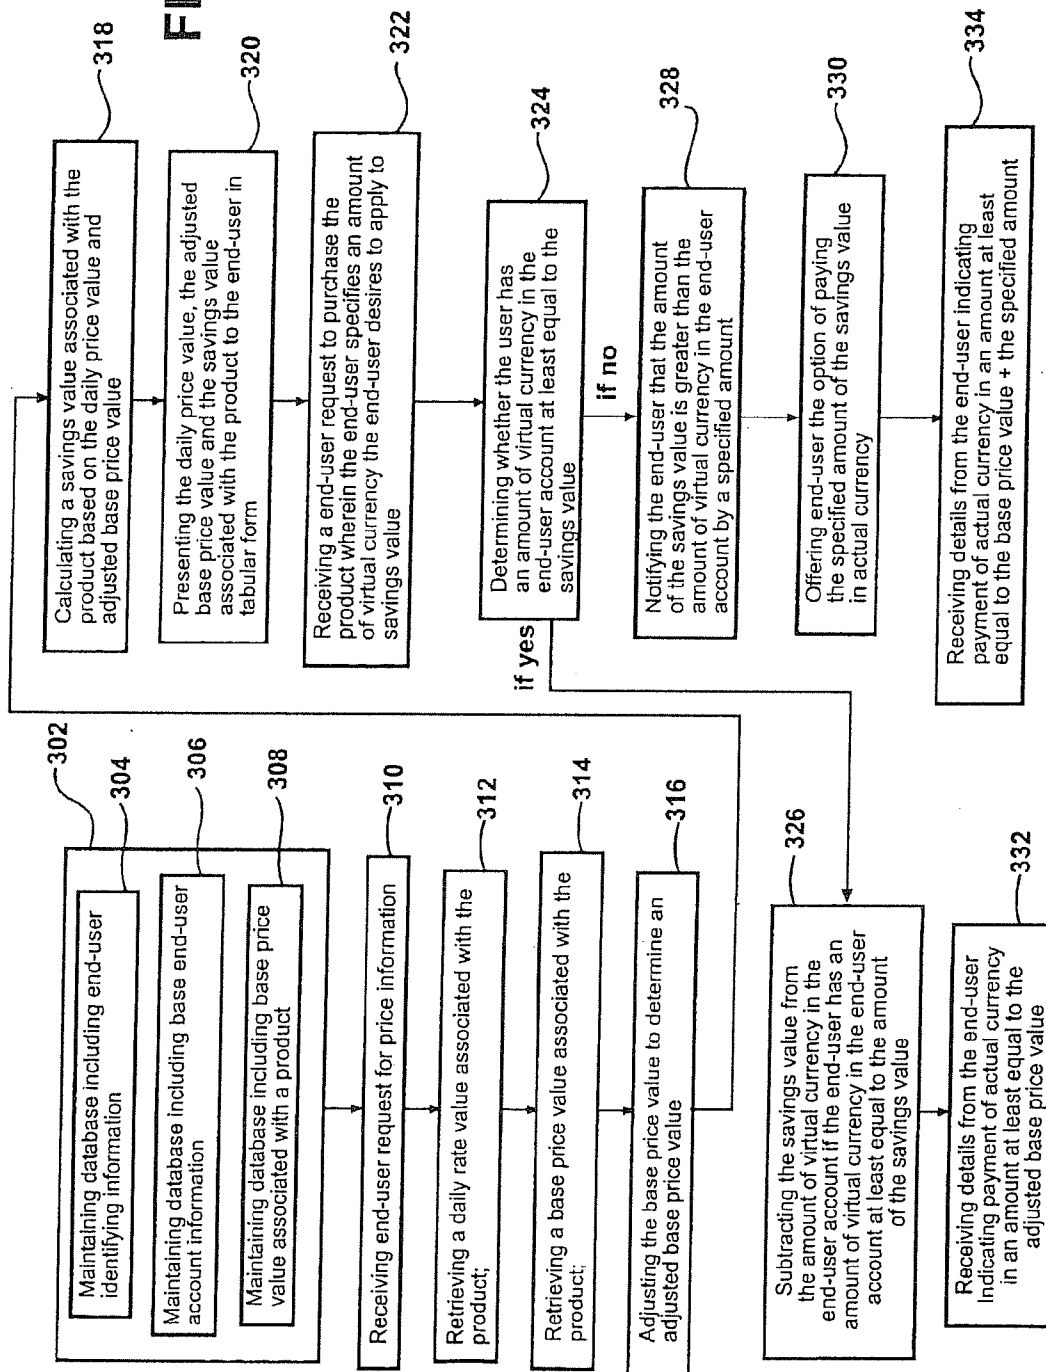 302
Maintaining database including end-user
identifying information
304
Maintaining database including base end-user
account information
306
Maintaining database including base price
value associated with a product
308
Receiving end-user request for price information
310
Retrieving a daily rate value associated with the
product;
312
Retrieving a base price value associated with the
product;
314
Adjusting the base price value to determine an
adjusted base price value
316
Calculating a savings value associated with the
product based on the daily price value and
adjusted base price value
318
Presenting the daily price value, the adjusted
base price value and the savings value
associated with the product to the end-user in
tabular form
320
Receiving a end-user request to purchase the
product wherein the end-user specifies an amount
of virtual currency the end-user desires to apply to
savings value
322
Determining whether the user has
an amount of virtual currency in the
end-user account at least equal to the
savings value
324
if yes
if no
Subtracting the savings value from
the amount of virtual currency in the
end-user account if the end-user has an
amount of virtual currency in the end-user
account at least equal to the amount
of the savings value
326
Notifying the end-user that the amount
of the savings value is greater than the
amount of virtual currency in the end-user
account by a specified amount
328
Offering end-user the option of paying
the specified amount of the savings value
in actual currency
330
Receiving details from the end-user
Indicating payment of actual currency
in an amount at least equal to the
adjusted base price value
332
Receiving details from the end-user indicating
payment of actual currency in an amount at least
equal to the base price value + the specified amount
334